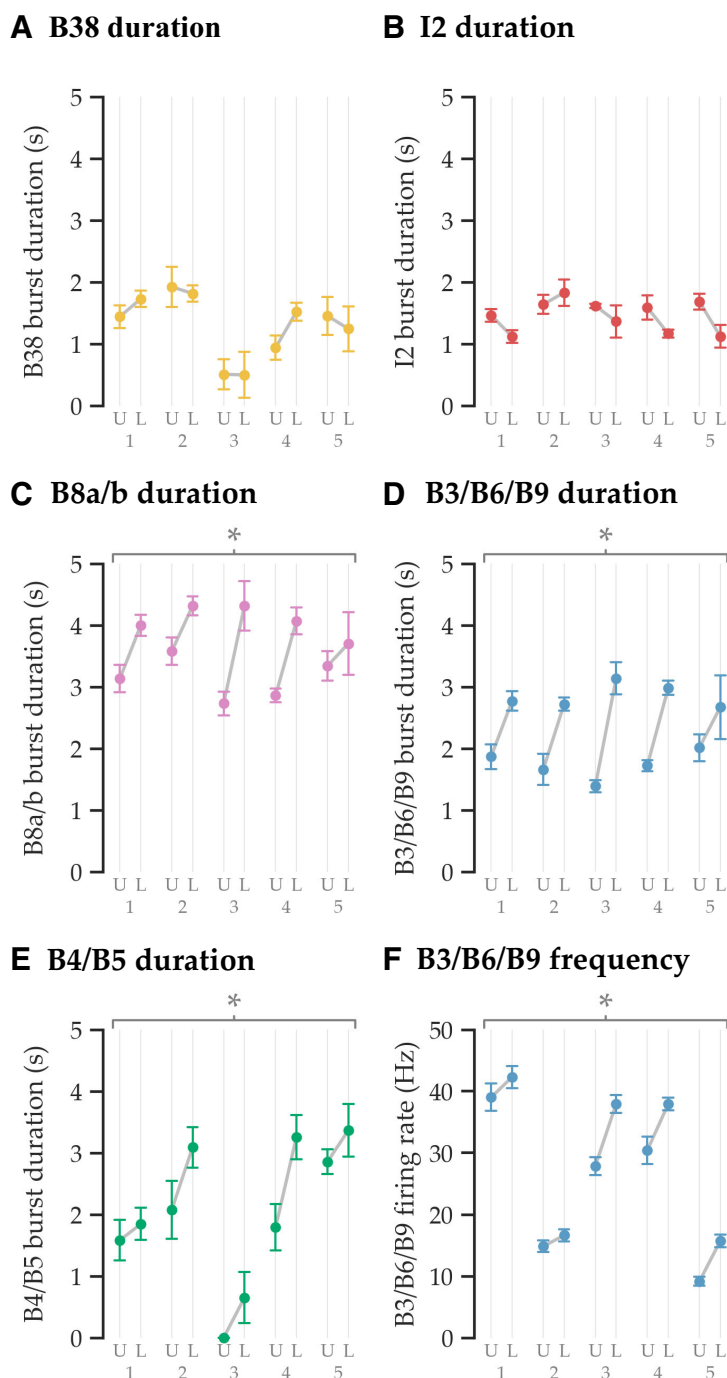 A B38 duration
B38 burst duration (s)
5
4
3
2
1
0
U L U L U L U L U L
1 2 3 4 5
B I2 duration
I2 burst duration (s)
5
4
3
2
1
0
U L U L U L U L U L
1 2 3 4 5
C B8a/b duration
*
B8a/b burst duration (s)
5
4
3
2
1
0
U L U L U L U L U L
1 2 3 4 5
D B3/B6/B9 duration
*
B3/B6/B9 burst duration (s)
5
4
3
2
1
0
U L U L U L U L U L
1 2 3 4 5
E B4/B5 duration
*
B4/B5 burst duration (s)
5
4
3
2
1
0
U L U L U L U L U L
1 2 3 4 5
F B3/B6/B9 frequency
*
B3/B6/B9 firing rate (Hz)
50
40
30
20
10
0
U L U L U L U L U L
1 2 3 4 5